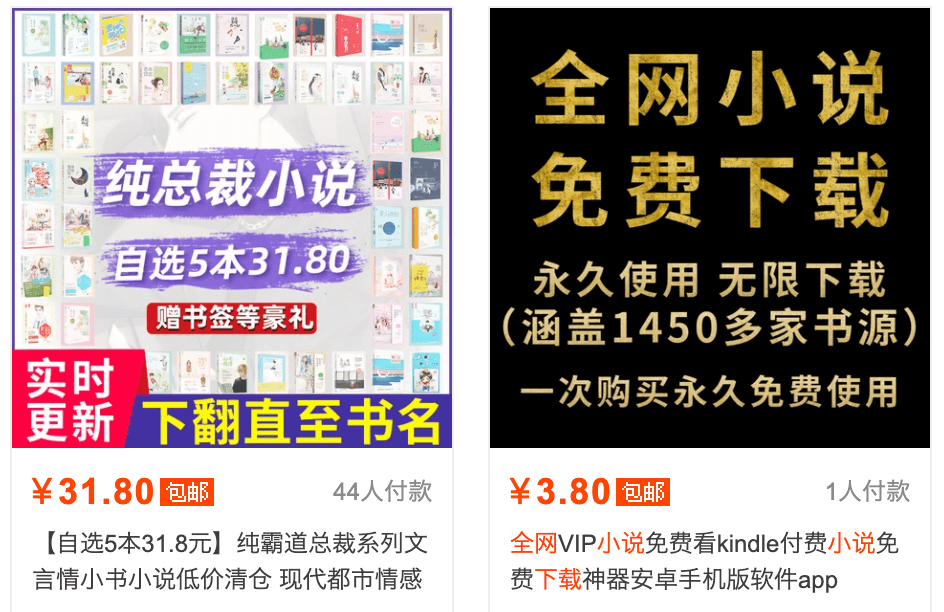 纯总裁小说
自选5本31.80
赠书签等豪礼
实时
更新
下翻直至书名
¥31.80 包邮 44人付款
【自选5本31.8元】纯霸道总裁系列文
言情小书小说低价清仓 现代都市情感
全网小说
免费下载
永久使用 无限下载
（涵盖1450多家书源）
一次购买永久免费使用
¥3.80 包邮 1人付款
全网VIP小说免费看kindle付费小说免
费下载神器安卓手机版软件app